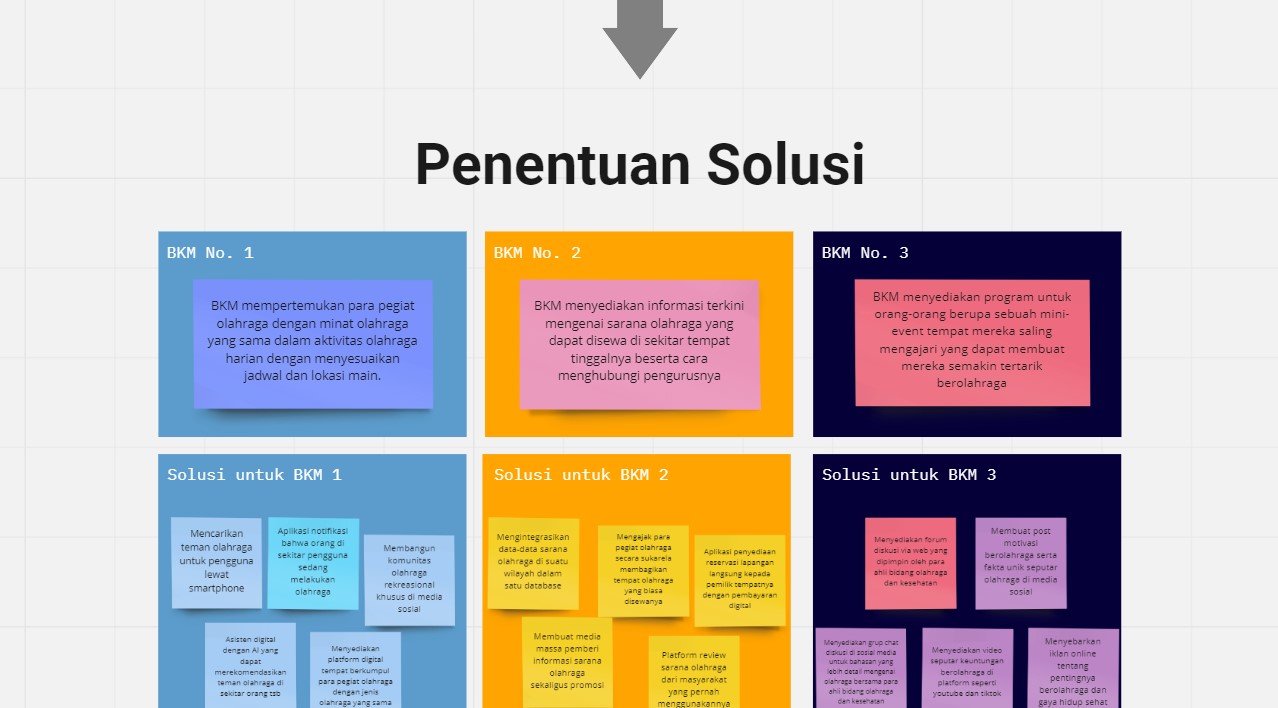 Penentuan Solusi
BKM No. 1
BKM mempertemukan para pegiat
olahraga dengan minat olahraga
yang sama dalam aktivitas olahraga
harian dengan menyesuaikan
jadwal dan lokasi main.
BKM No. 2
BKM menyediakan informasi terkini
mengenai sarana olahraga yang
dapat disewa di sekitar tempat
tinggalnya beserta cara
menghubungi pengurusnya
BKM No. 3
BKM menyediakan program untuk
orang-orang berupa sebuah mini-
event tempat mereka saling
mengajari yang dapat membuat
mereka semakin tertarik
berolahraga
Solusi untuk BKM 1
Mencarikan
teman olahraga
untuk pengguna
lewat
smartphone
Aplikasi notifikasi
bahwa orang di
sekitar pengguna
sedang
melakukan
olahraga
Membangun
komunitas
olahraga
rekreasional
khusus di media
sosial
Asisten digital
dengan AI yang
dapat
merekomendasikan
teman olahraga di
sekitar orang tsb
Menyediakan
platform digital
tempat berkumpul
para pegiat olahraga
dengan jenis
olahraga yang sama
Solusi untuk BKM 2
Mengintegrasikan
data-data sarana
olahraga di suatu
wilayah dalam
satu database
Mengajak para
pegiat olahraga
secara sukarela
membagikan
tempat olahraga
yang biasa
disewanya
Aplikasi penyediaan
reservasi lapangan
langsung kepada
pemilik tempatnya
dengan pembayaran
digital
Membuat media
massa pemberi
informasi sarana
olahraga
sekaligus promosi
Platform review
sarana olahraga
dari masyarakat
yang pernah
menggunakannya
Solusi untuk BKM 3
Menyediakan forum
diskusi via web yang
dipimpin oleh para
ahli bidang olahraga
dan kesehatan
Membuat post
motivasi
berolahraga serta
fakta unik seputar
olahraga di media
sosial
Menyediakan grup chat
diskusi di sosial media
untuk bahasan yang
lebih detail mengenai
olahraga bersama para
ahli bidang olahraga
dan kesehatan
Menyediakan video
seputar keuntungan
berolahraga di
platform seperti
youtube dan tiktok
Menyebarkan
iklan online
tentang
pentingnya
berolahraga dan
gaya hidup sehat